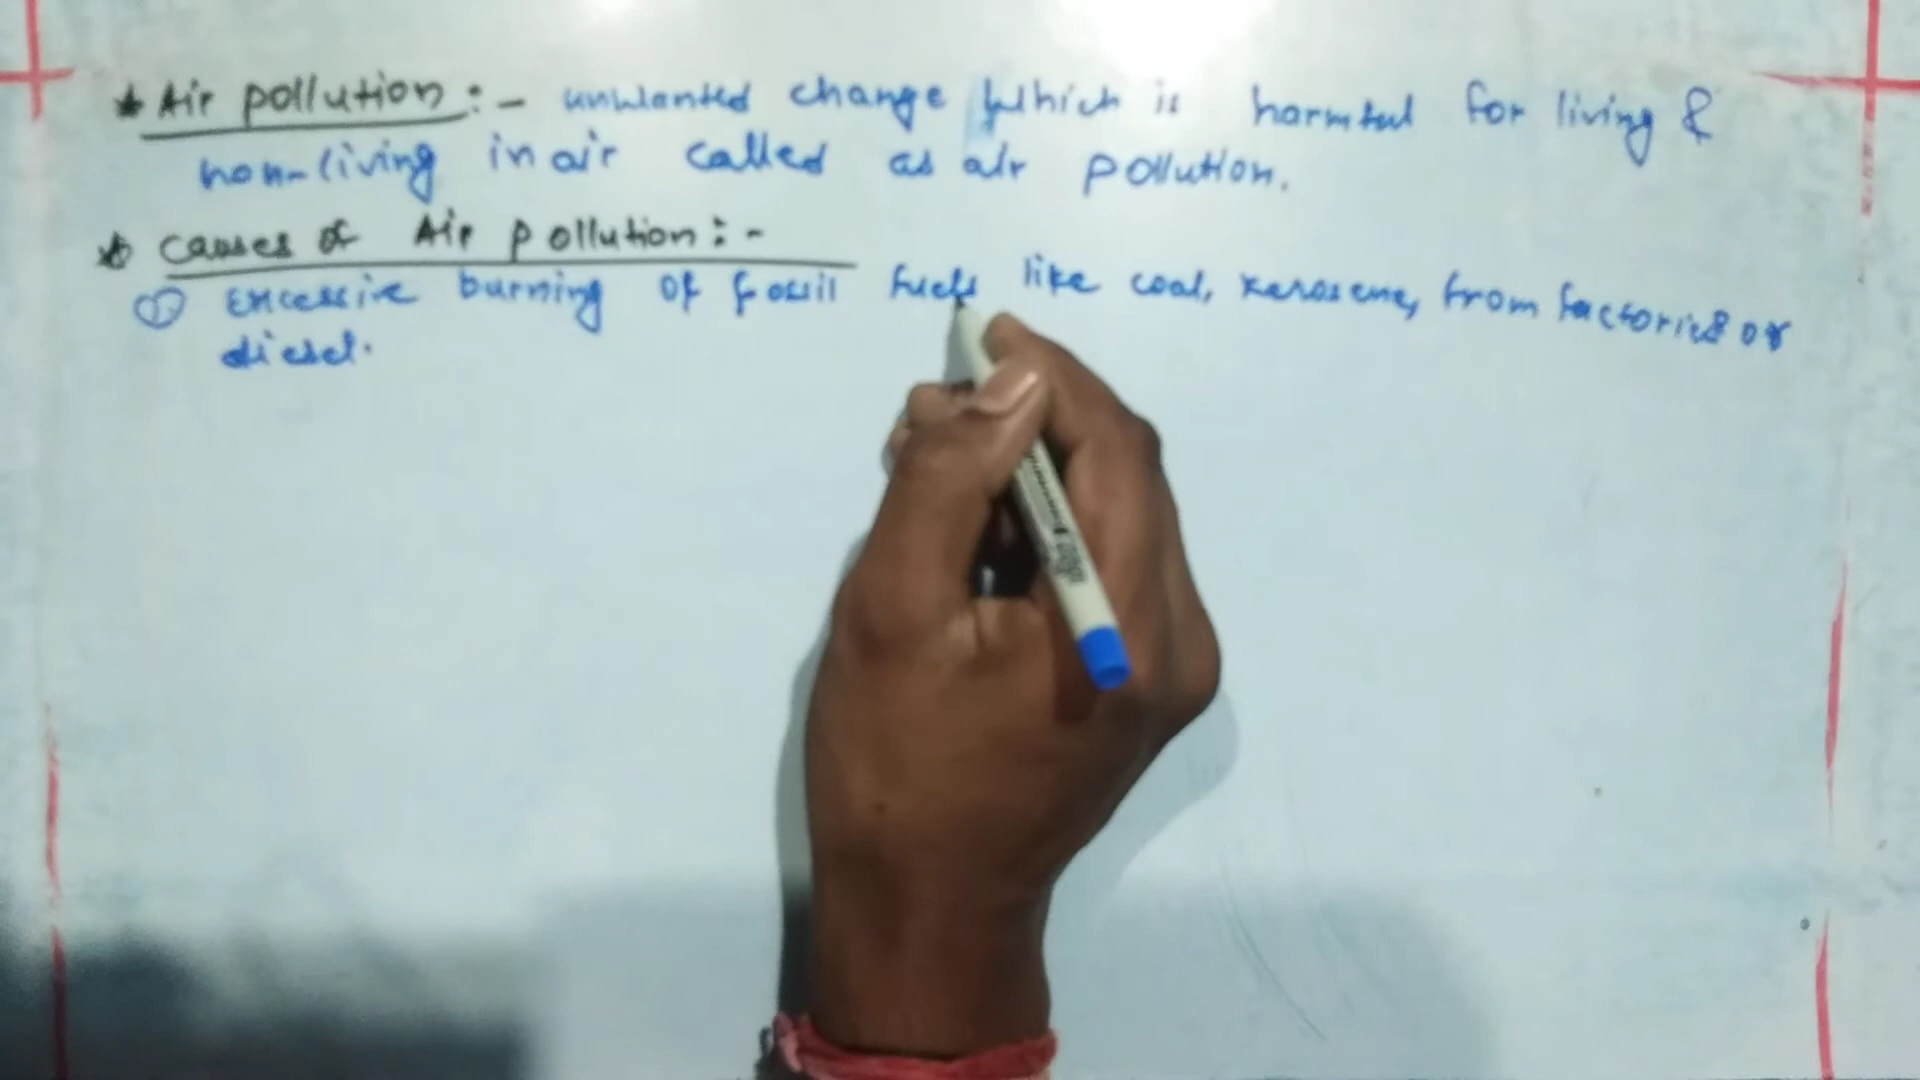 * Air pollution :- unwanted change which is harmful for living &
non-living in air called as air pollution.
* Causes of Air pollution :-
① Excessive burning of fossil fuels like coal, kerosene, from factories or
diesel.